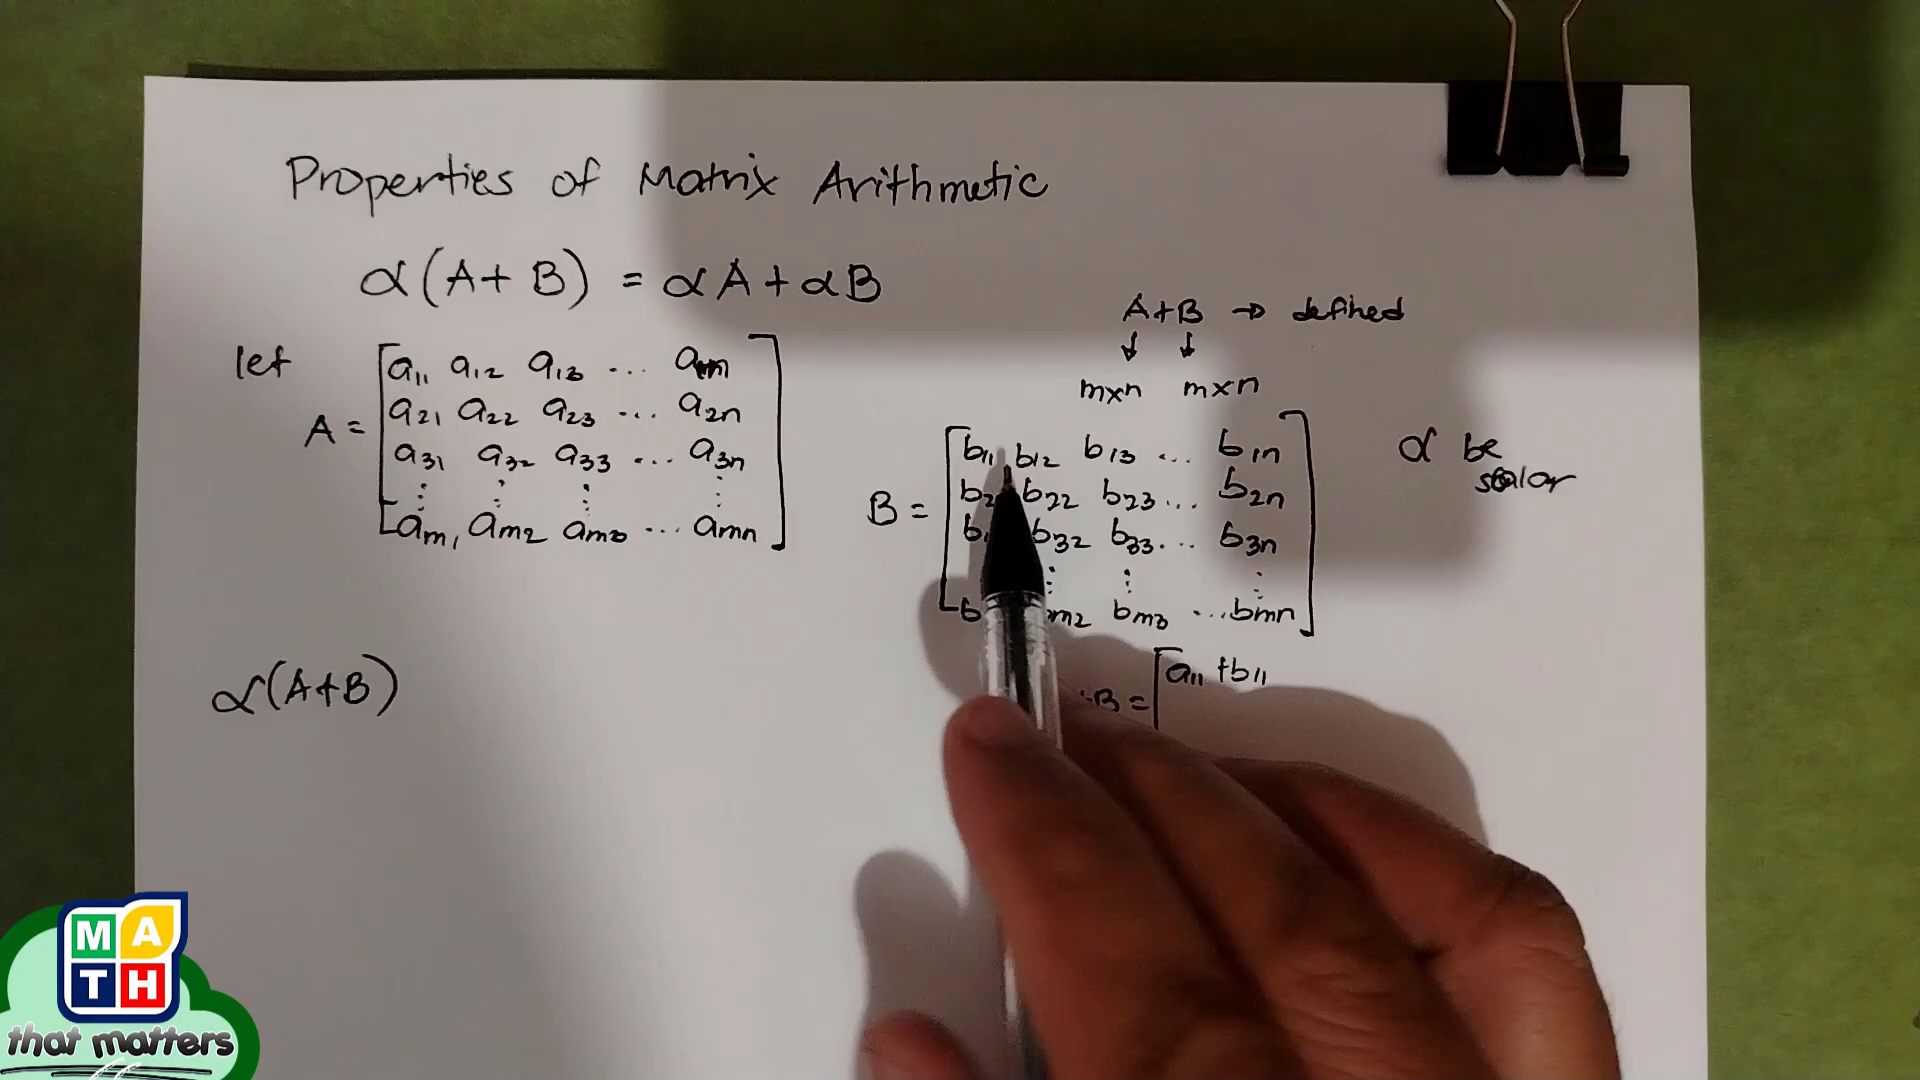 Properties of Matrix Arithmetic
α(A+B) = αA+αB
A+B → defined
↓ ↓
m×n m×n
let
A = [a11 a12 a13 ... a1n
a21 a22 a23 ... a2n
a31 a32 a33 ... a3n
⋮ ⋮ ⋮ ⋮
am1 am2 am3 ... amn]
B = [b11 b12 b13 ... b1n
b22 b23 ... b2n
b32 b33 ... b3n
⋮ ⋮ ⋮
bm3 ... bmn]
α be
scalar
α(A+B)
B = [a11 +b11
MATH
that matters